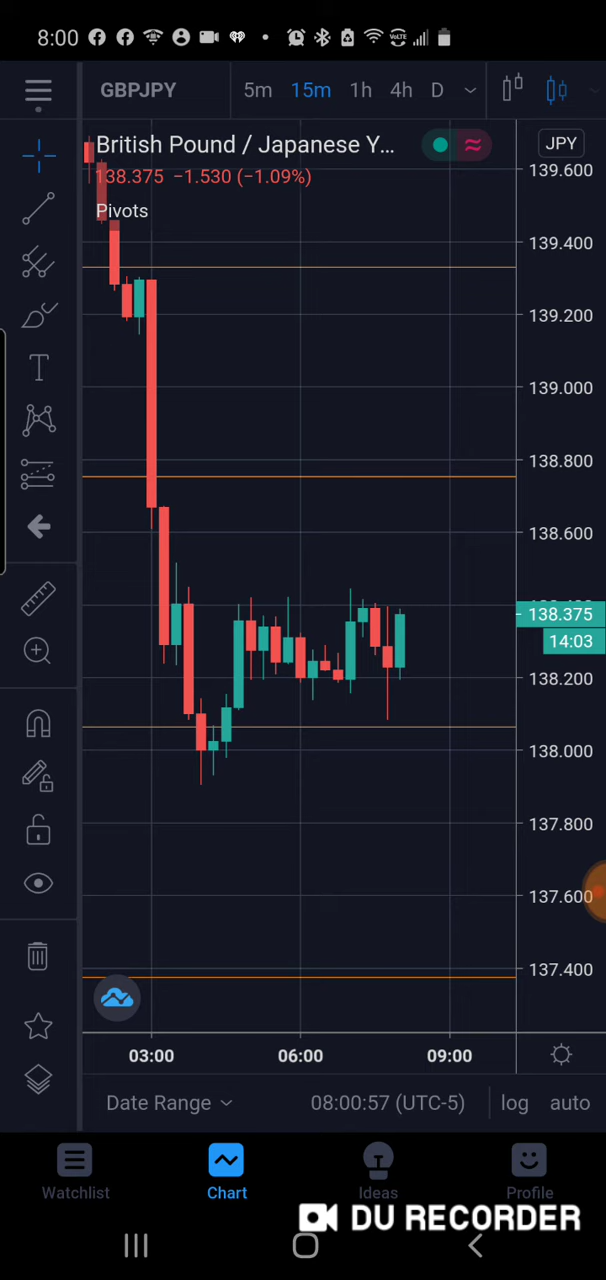 8:00
GBPJPY 5m 15m 1h 4h D
British Pound / Japanese Y... JPY
138.375 −1.530 (−1.09%)
Pivots
139.600
139.400
139.200
139.000
138.800
138.600
138.375
14:03
138.200
138.000
137.800
137.600
137.400
03:00 06:00 09:00
Date Range 08:00:57 (UTC-5) log auto
Watchlist Chart Ideas Profile
DU RECORDER